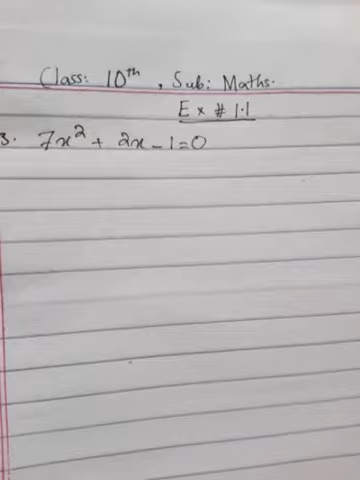 Class: 10th, Sub: Maths.
Ex # 1.1
3. 7x² + 2x - 1 = 0